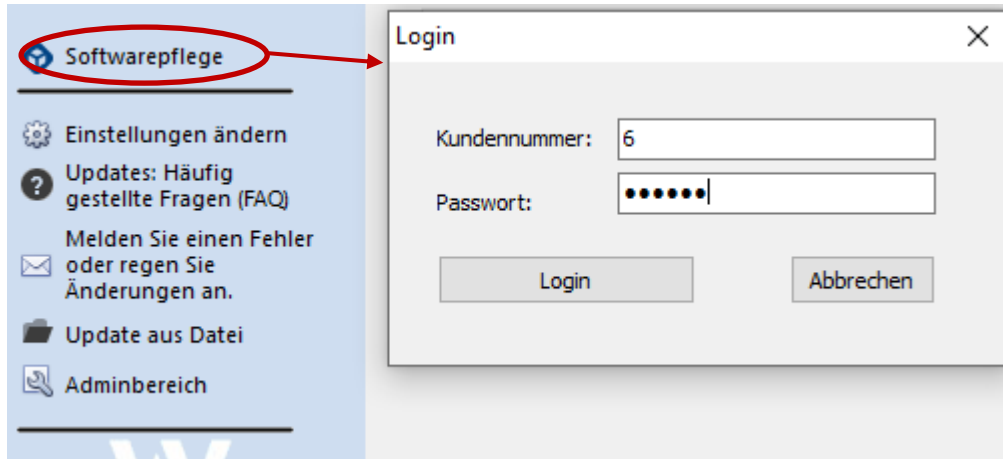 Softwarepflege
Einstellungen ändern
Updates: Häufig
gestellte Fragen (FAQ)
Melden Sie einen Fehler
oder regen Sie
Änderungen an.
Update aus Datei
Adminbereich
Login
Kundennummer: 6
Passwort: ●●●●●●
Login Abbrechen